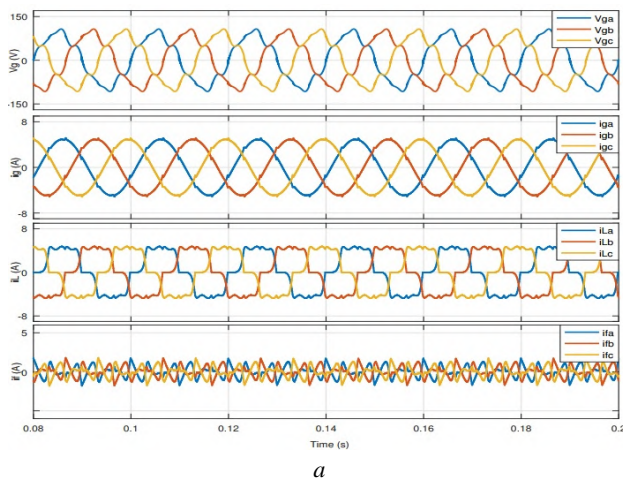 150
0
-150
Vg (V)
Vga
Vgb
Vgc
8
0
-8
ig (A)
iga
igb
igc
8
0
-8
iL (A)
iLa
iLb
iLc
5
0
if (A)
ifa
ifb
ifc
0.08
0.1
0.12
0.14
0.16
0.18
0.2
Time (s)
a